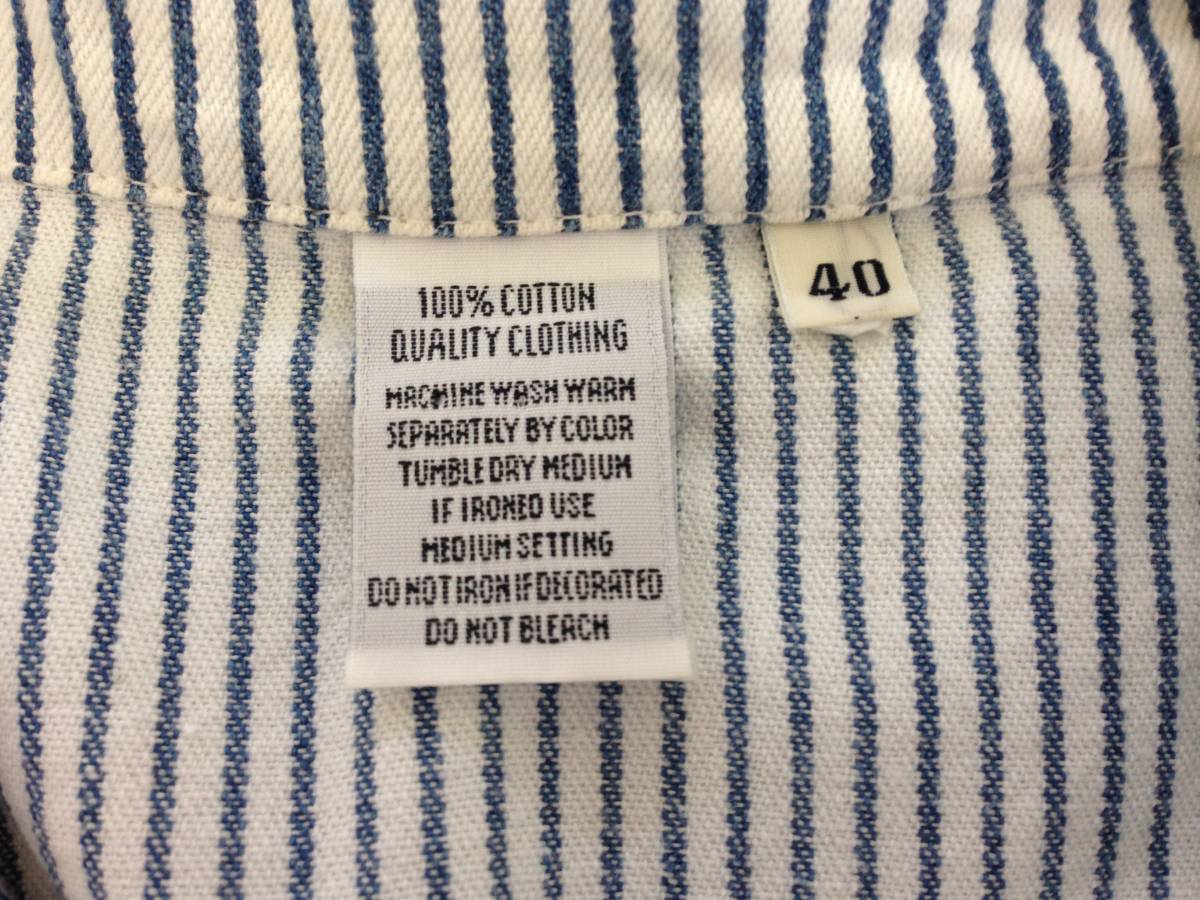 100% COTTON
QUALITY CLOTHING
MACHINE WASH WARM
SEPARATELY BY COLOR
TUMBLE DRY MEDIUM
IF IRONED USE
MEDIUM SETTING
DO NOT IRON IF DECORATED
DO NOT BLEACH
40